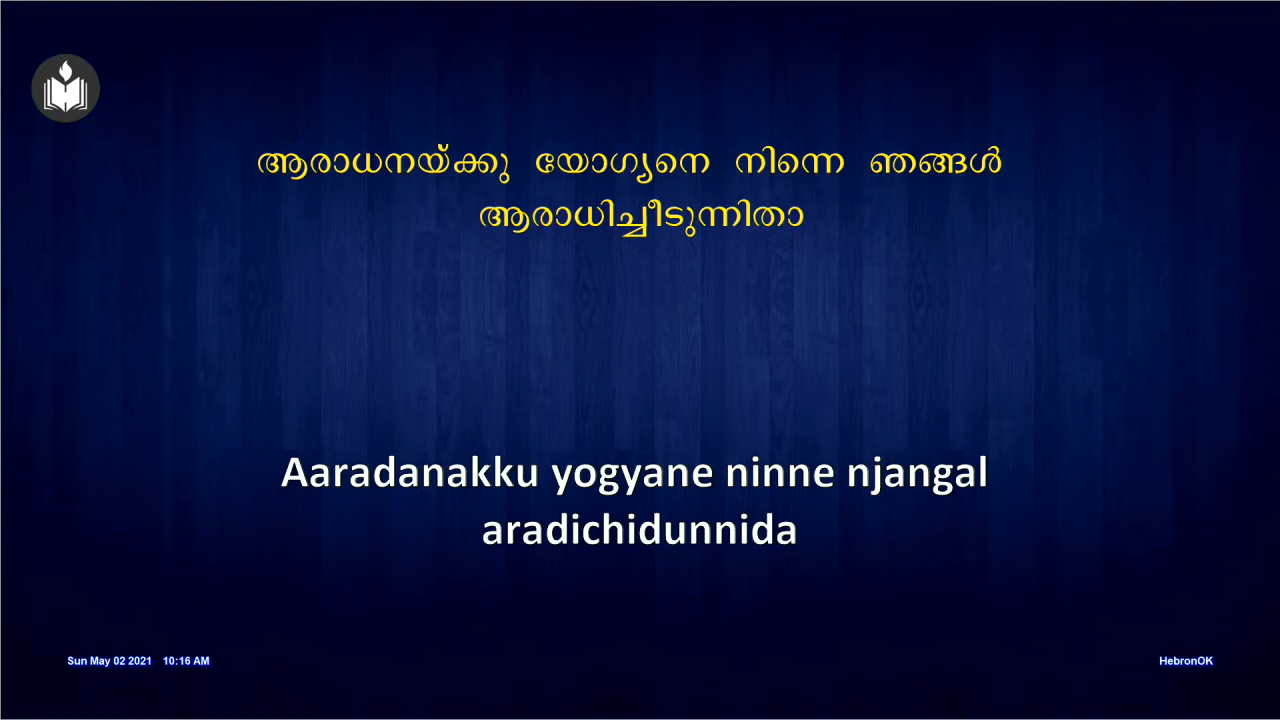 ആരാധനയ്ക്കു യോഗ്യനെ നിന്നെ ഞങ്ങൾ
ആരാധിച്ചീടുന്നിതാ
Aaradanakku yogyane ninne njangal
aradichidunnida
Sun May 02 2021 10:16 AM
HebronOK